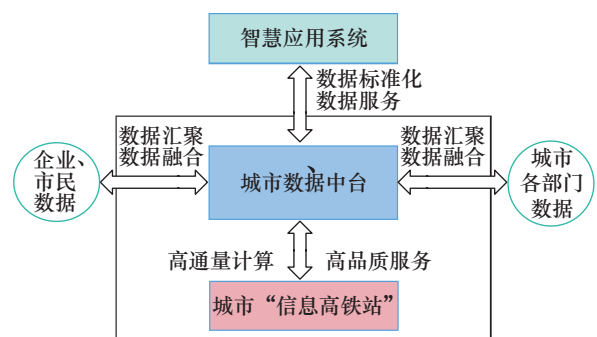 智慧应用系统
数据标准化
数据服务
数据汇聚
数据融合
数据汇聚
数据融合
企业、
市民
数据
城市数据中台
、
城市
各部门
数据
高通量计算
高品质服务
城市“信息高铁站”